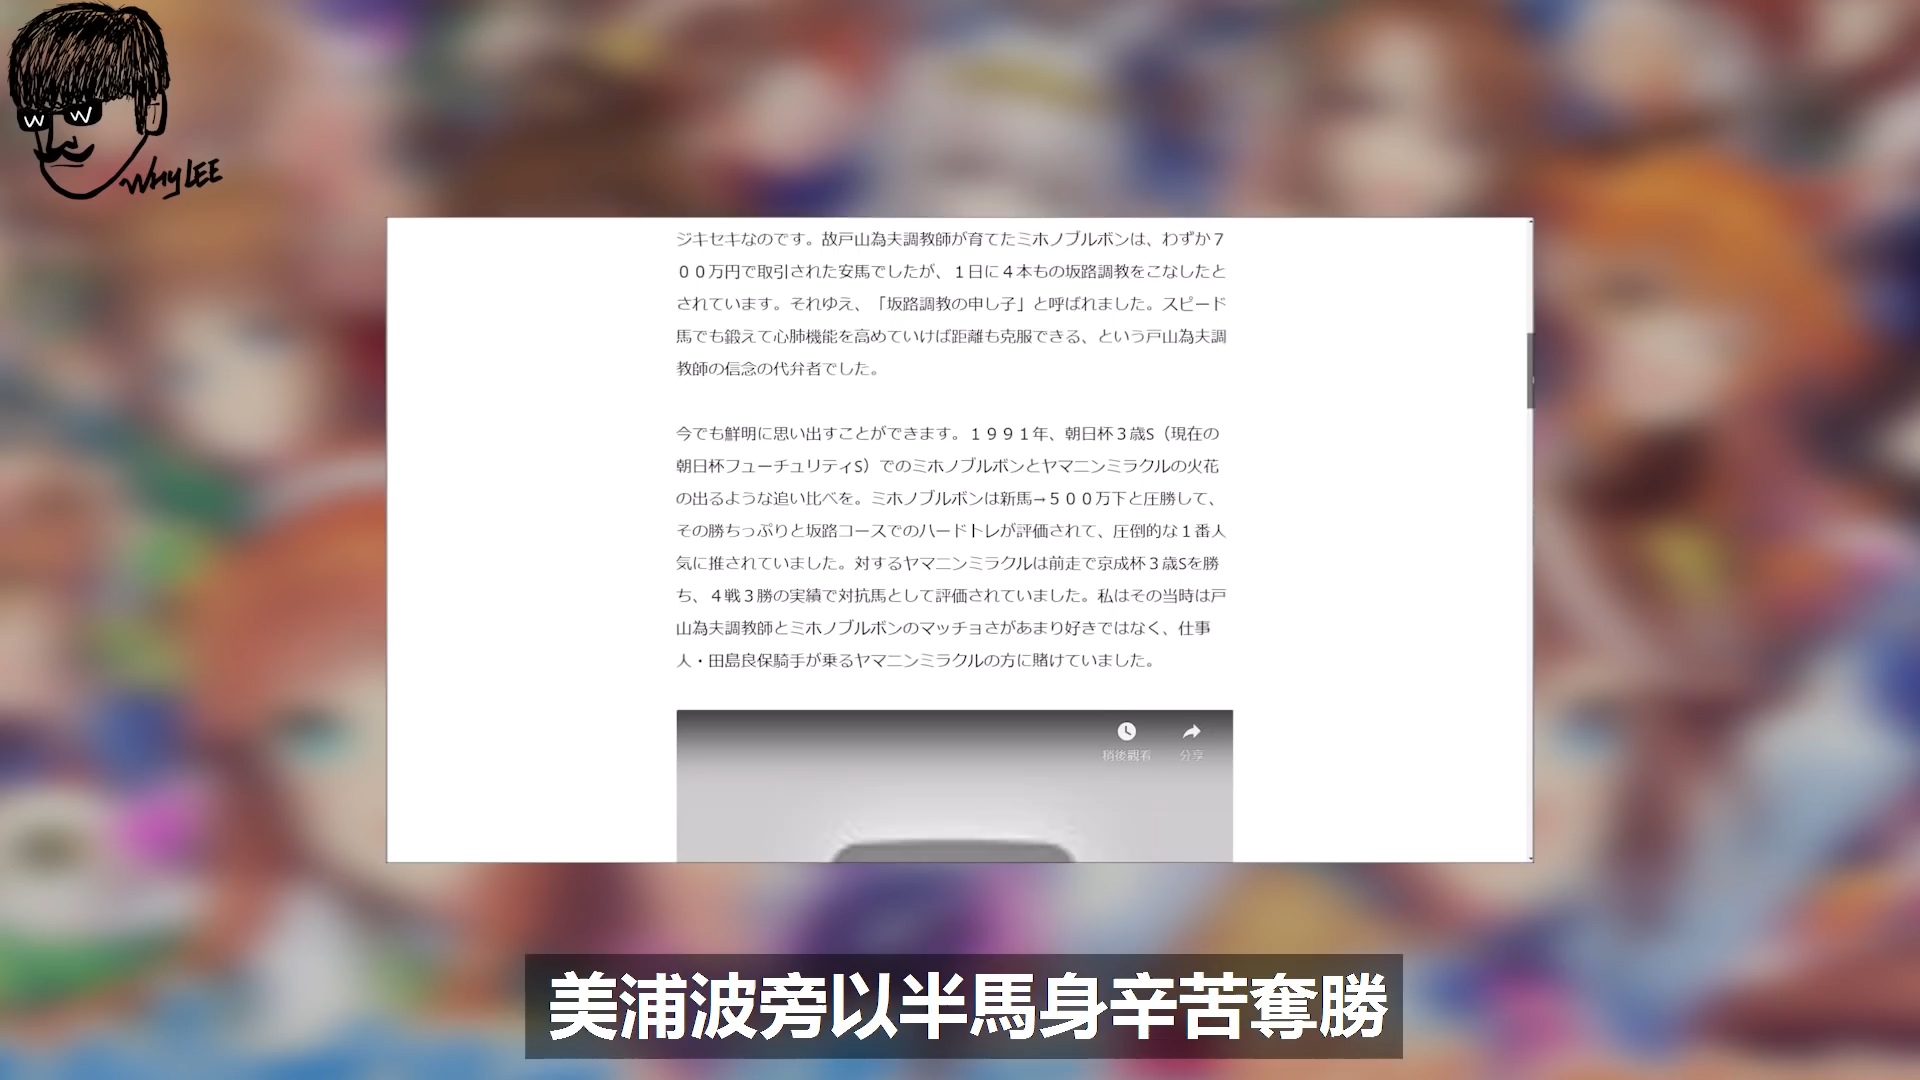 W W
WHYLEE
ジキセキなのです。故戸山為夫調教師が育てたミホノブルボンは、わずか７
００万円で取引された安馬でしたが、１日に４本もの坂路調教をこなしたと
されています。それゆえ、「坂路調教の申し子」と呼ばれました。スピード
馬でも鍛えて心肺機能を高めていけば距離も克服できる、という戸山為夫調
教師の信念の代弁者でした。
今でも鮮明に思い出すことができます。１９９１年、朝日杯３歳S（現在の
朝日杯フューチュリティS）でのミホノブルボンとヤマニンミラクルの火花
の出るような追い比べを。ミホノブルボンは新馬→５００万下と圧勝して、
その勝ちっぷりと坂路コースでのハードトレが評価されて、圧倒的な１番人
気に推されていました。対するヤマニンミラクルは前走で京成杯３歳Sを勝
ち、４戦３勝の実績で対抗馬として評価されていました。私はその当時は戸
山為夫調教師とミホノブルボンのマッチョさがあまり好きではなく、仕事
人・田島良保騎手が乗るヤマニンミラクルの方に賭けていました。
稍後觀看 分享
美浦波旁以半馬身辛苦奪勝